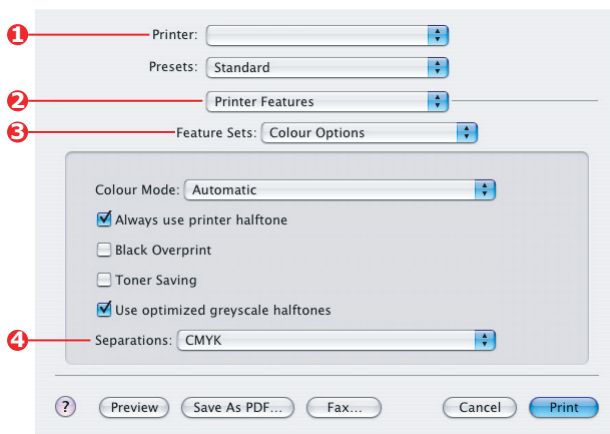 1 Printer:
Presets: Standard
2 Printer Features
3 Feature Sets: Colour Options
Colour Mode: Automatic
Always use printer halftone
Black Overprint
Toner Saving
Use optimized greyscale halftones
4 Separations: CMYK
? Preview Save As PDF... Fax... Cancel Print